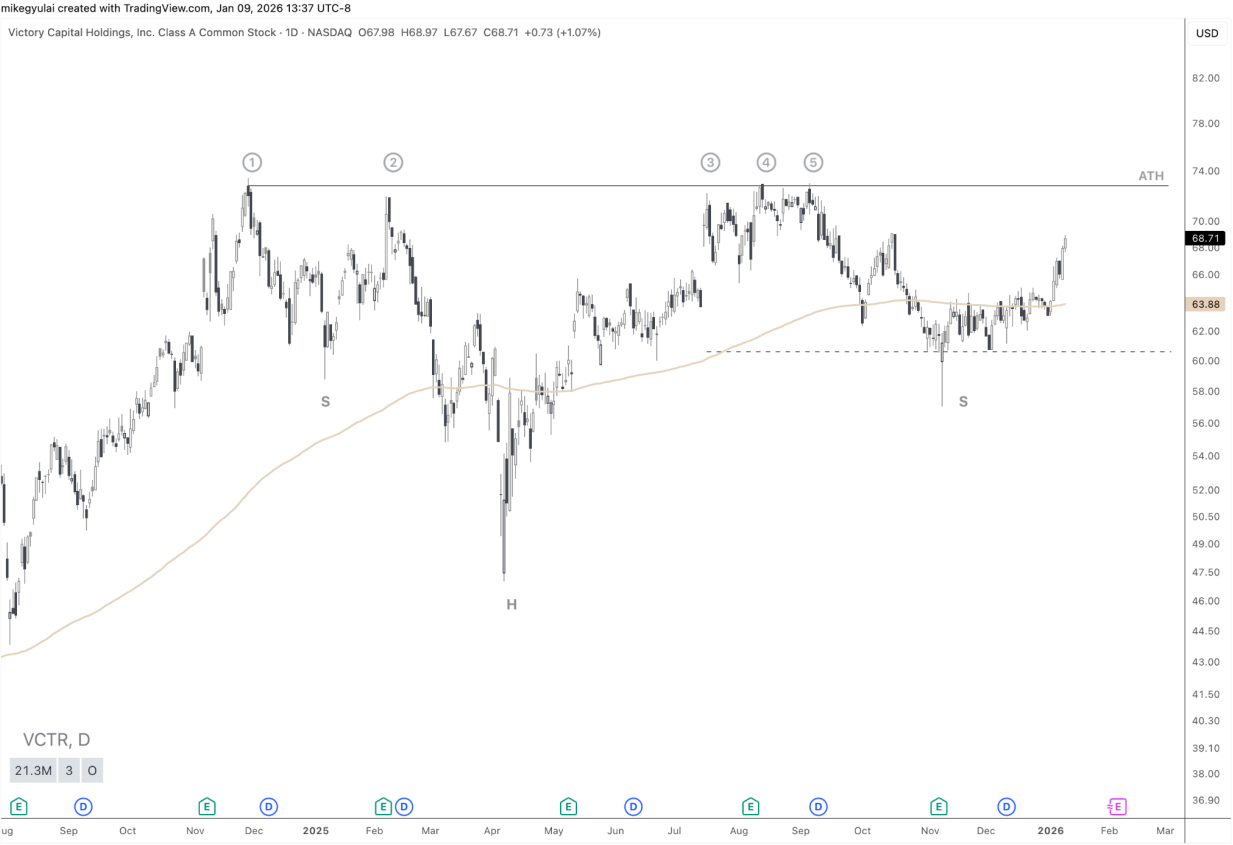 mikegyulai created with TradingView.com, Jan 09, 2026 13:37 UTC-8
Victory Capital Holdings, Inc. Class A Common Stock · 1D · NASDAQ O67.98 H68.97 L67.67 C68.71 +0.73 (+1.07%)
USD
82.00
78.00
1 2 3 4 5
74.00
ATH
70.00
68.71
68.00
66.00
63.88
62.00
60.00
58.00
S
S
56.00
54.00
52.00
50.50
49.00
47.50
H
46.00
44.50
43.00
41.50
40.30
VCTR, D
39.10
21.3M 3 O
38.00
36.90
E D E D E D E D E D E D E
ug Sep Oct Nov Dec 2025 Feb Mar Apr May Jun Jul Aug Sep Oct Nov Dec 2026 Feb Mar